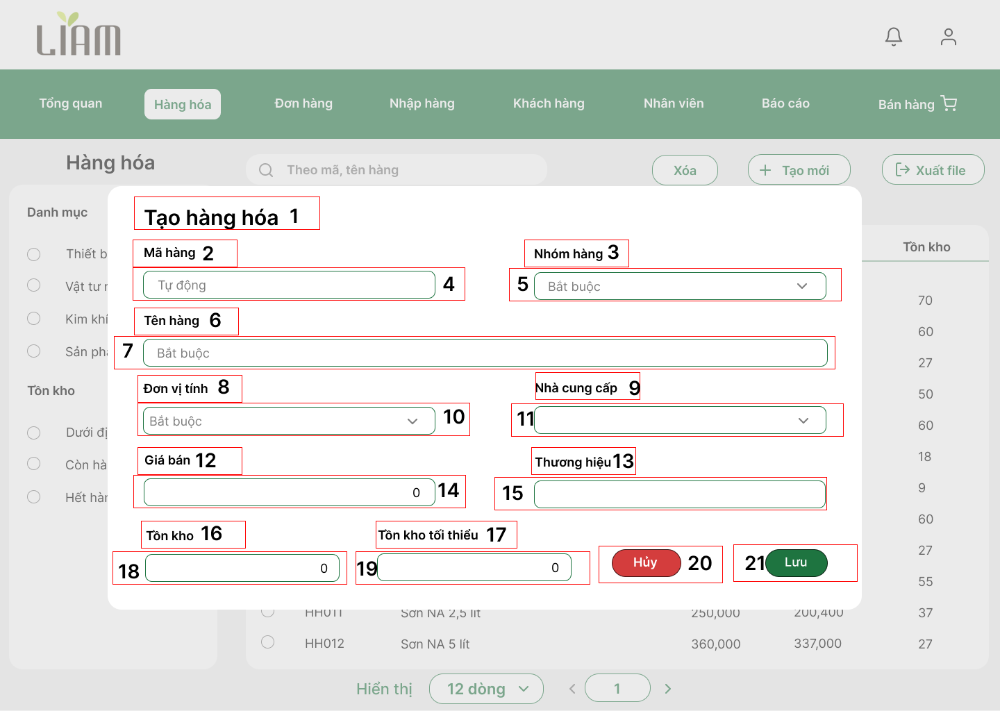 LIAM
Tổng quan
Hàng hóa
Đơn hàng
Nhập hàng
Khách hàng
Nhân viên
Báo cáo
Bán hàng
Hàng hóa
Theo mã, tên hàng
Xóa
Tạo mới
Xuất file
Danh mục
Thiết b
Vật tư
Kim khí
Sản ph
Tồn kho
Dưới đị
Còn hà
Hết hàn
Tạo hàng hóa 1
Mã hàng 2
Nhóm hàng 3
Tự động 4
5 Bắt buộc
Tên hàng 6
7 Bắt buộc
Đơn vị tính 8
Nhà cung cấp 9
Bắt buộc 10
11
Giá bán 12
Thương hiệu 13
0 14
15
Tồn kho 16
Tồn kho tối thiểu 17
18 0
19 0
Hủy 20
21 Lưu
Tồn kho
70
60
27
50
60
18
9
60
27
55
HH011 Sơn NA 2,5 lít 250,000 200,400 37
HH012 Sơn NA 5 lít 360,000 337,000 27
Hiển thị 12 dòng 1